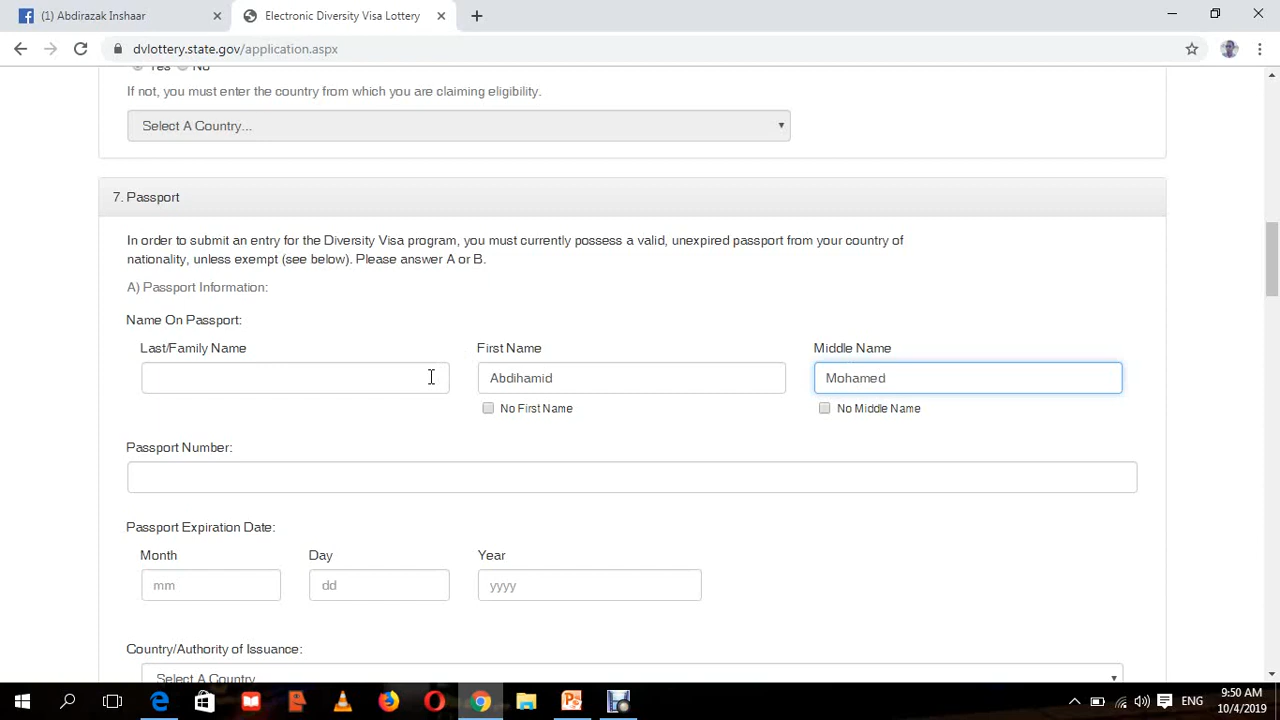 (1) Abdirazak Inshaar
Electronic Diversity Visa Lottery
dvlottery.state.gov/application.aspx
Yes No
If not, you must enter the country from which you are claiming eligibility.
Select A Country...
7. Passport
In order to submit an entry for the Diversity Visa program, you must currently possess a valid, unexpired passport from your country of
nationality, unless exempt (see below). Please answer A or B.
A) Passport Information:
Name On Passport:
Last/Family Name First Name Middle Name
Abdihamid Mohamed
No First Name No Middle Name
Passport Number:
Passport Expiration Date:
Month Day Year
mm dd yyyy
Country/Authority of Issuance:
Select A Country
ENG
9:50 AM
10/4/2019